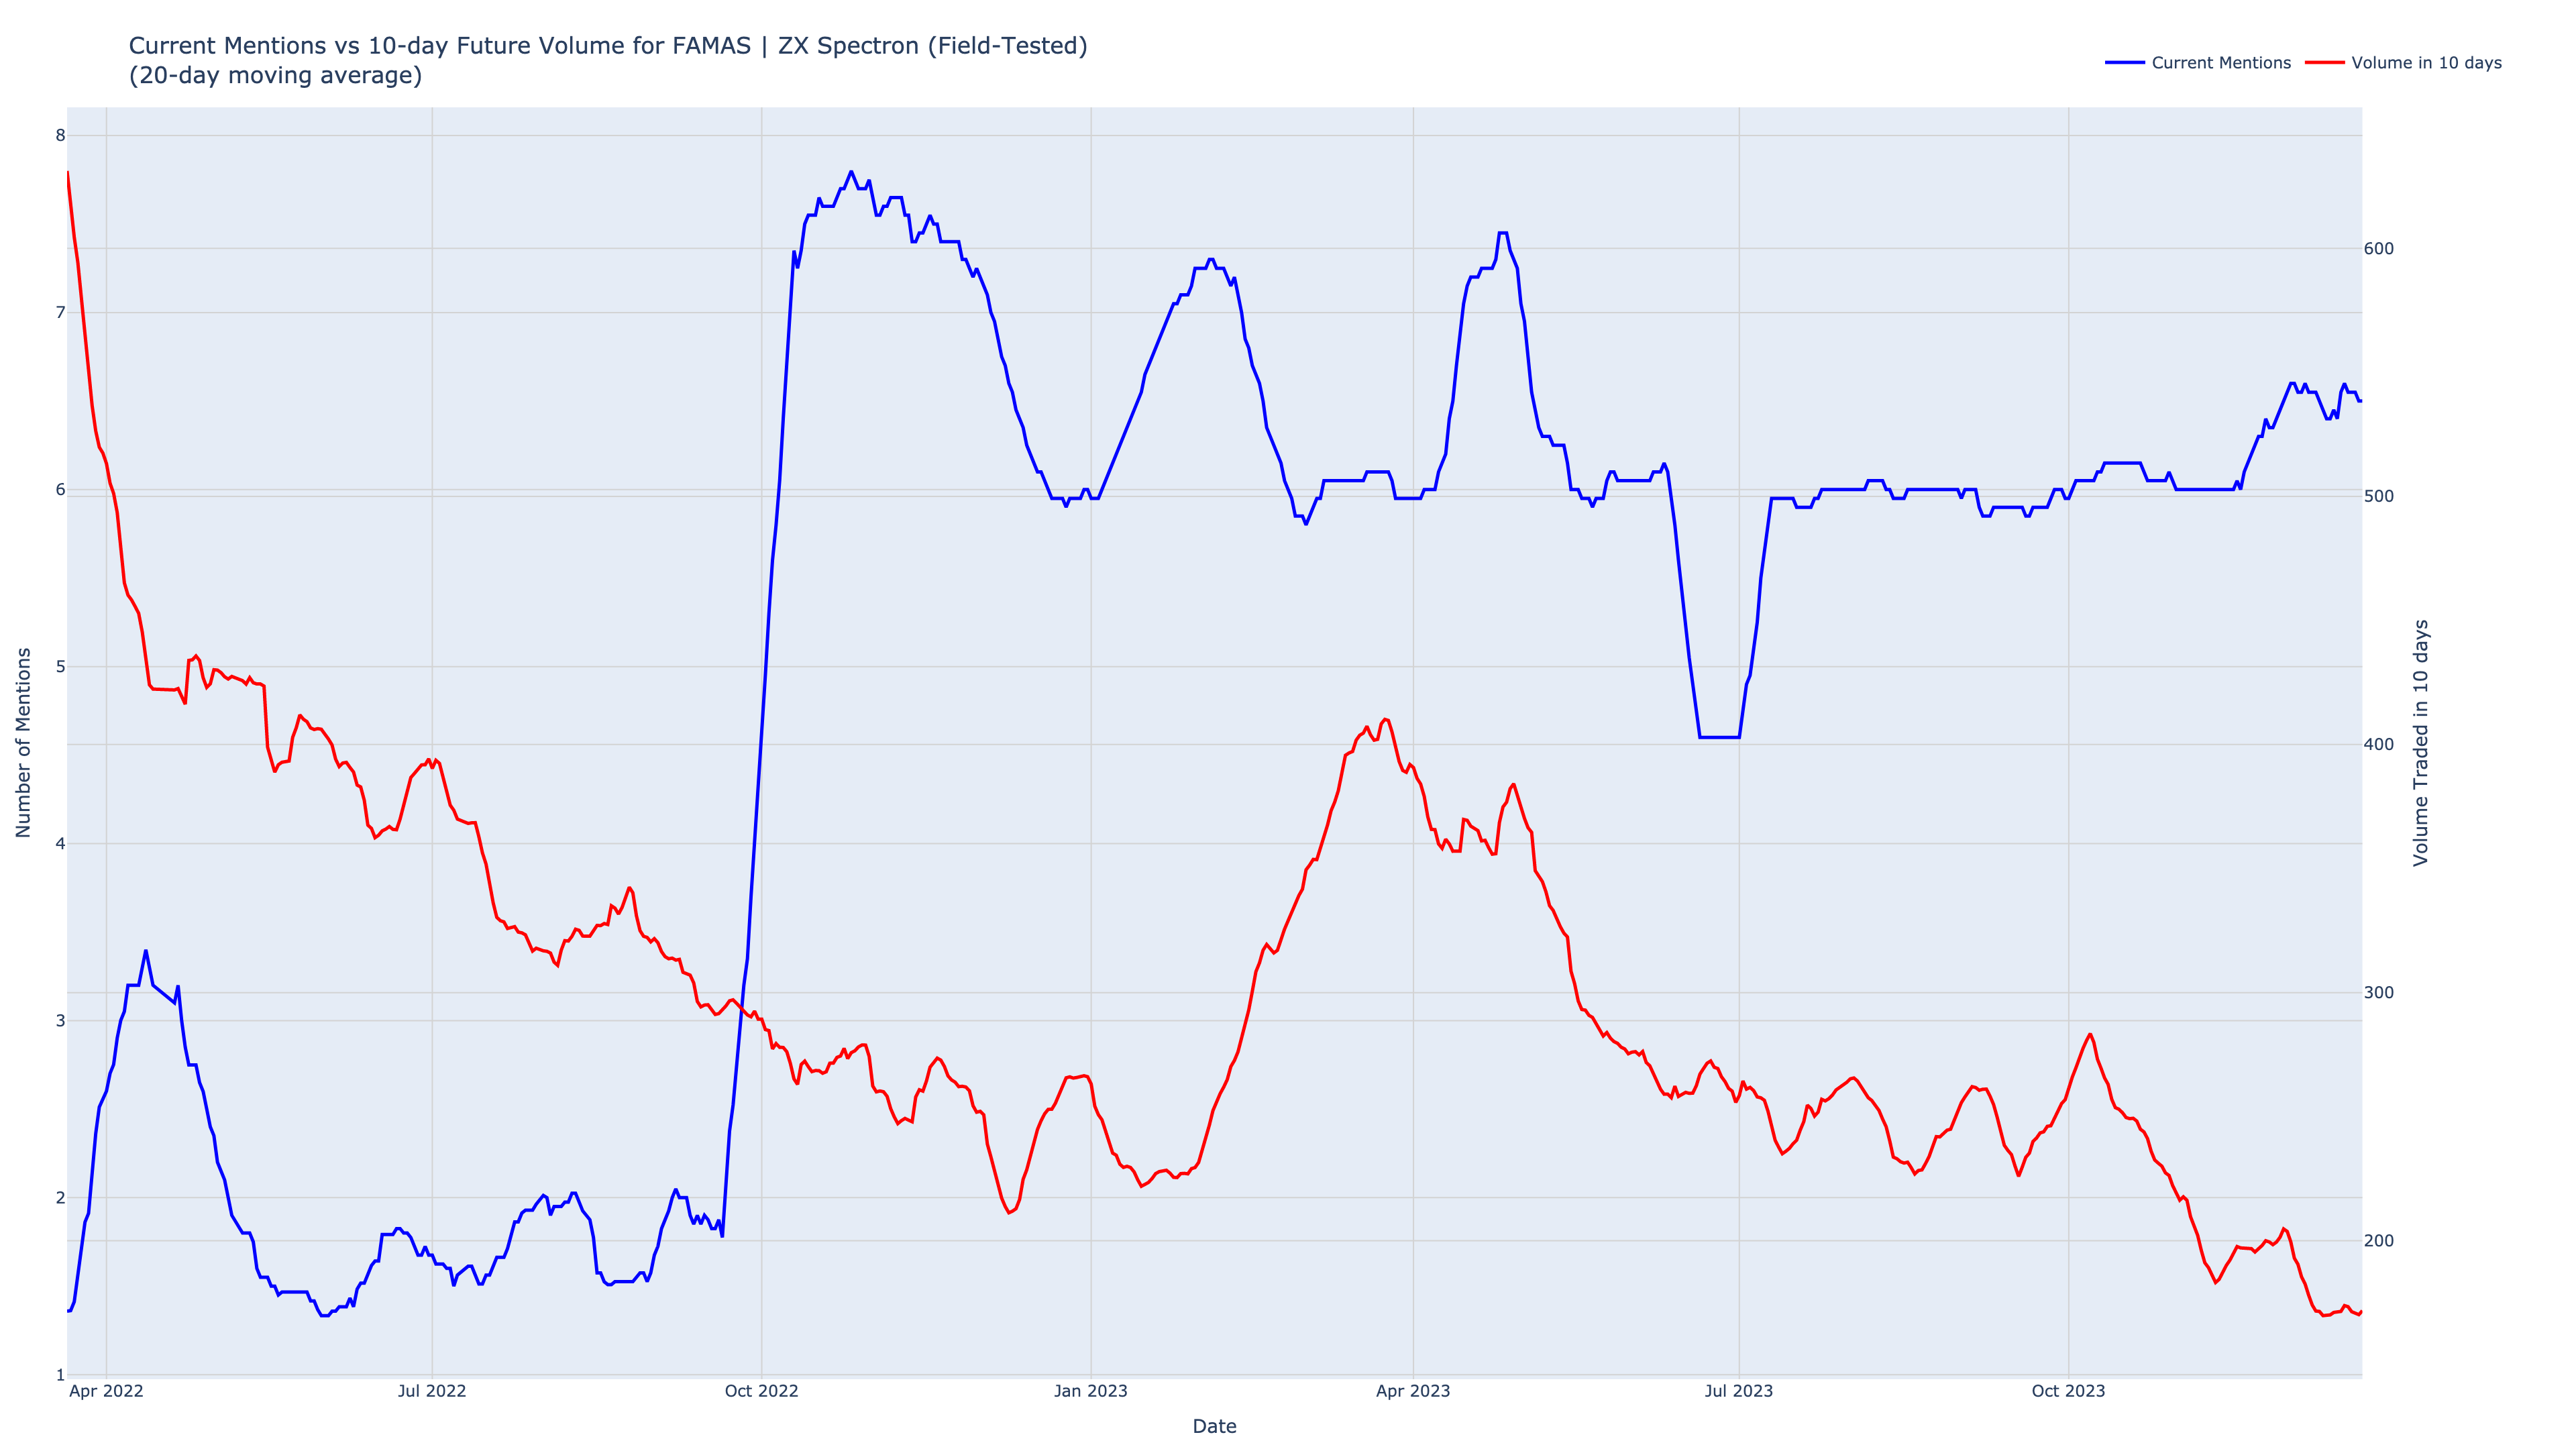 Current Mentions vs 10-day Future Volume for FAMAS | ZX Spectron (Field-Tested)
(20-day moving average)
Current Mentions
Volume in 10 days
8
7
6
5
4
3
2
1
Number of Mentions
600
500
400
300
200
Volume Traded in 10 days
Apr 2022
Jul 2022
Oct 2022
Jan 2023
Apr 2023
Jul 2023
Oct 2023
Date